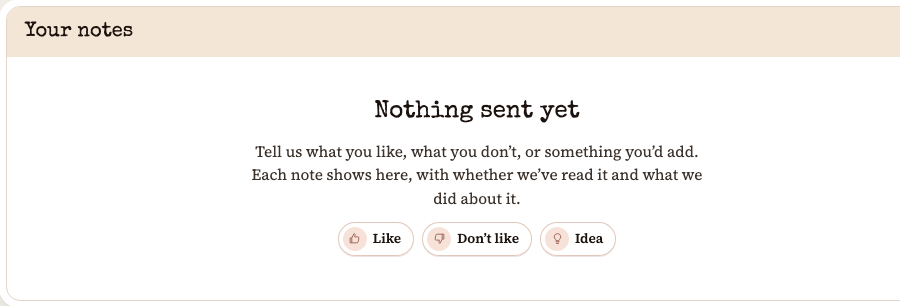 Your notes
Nothing sent yet
Tell us what you like, what you don’t, or something you’d add.
Each note shows here, with whether we’ve read it and what we
did about it.
Like
Don’t like
Idea